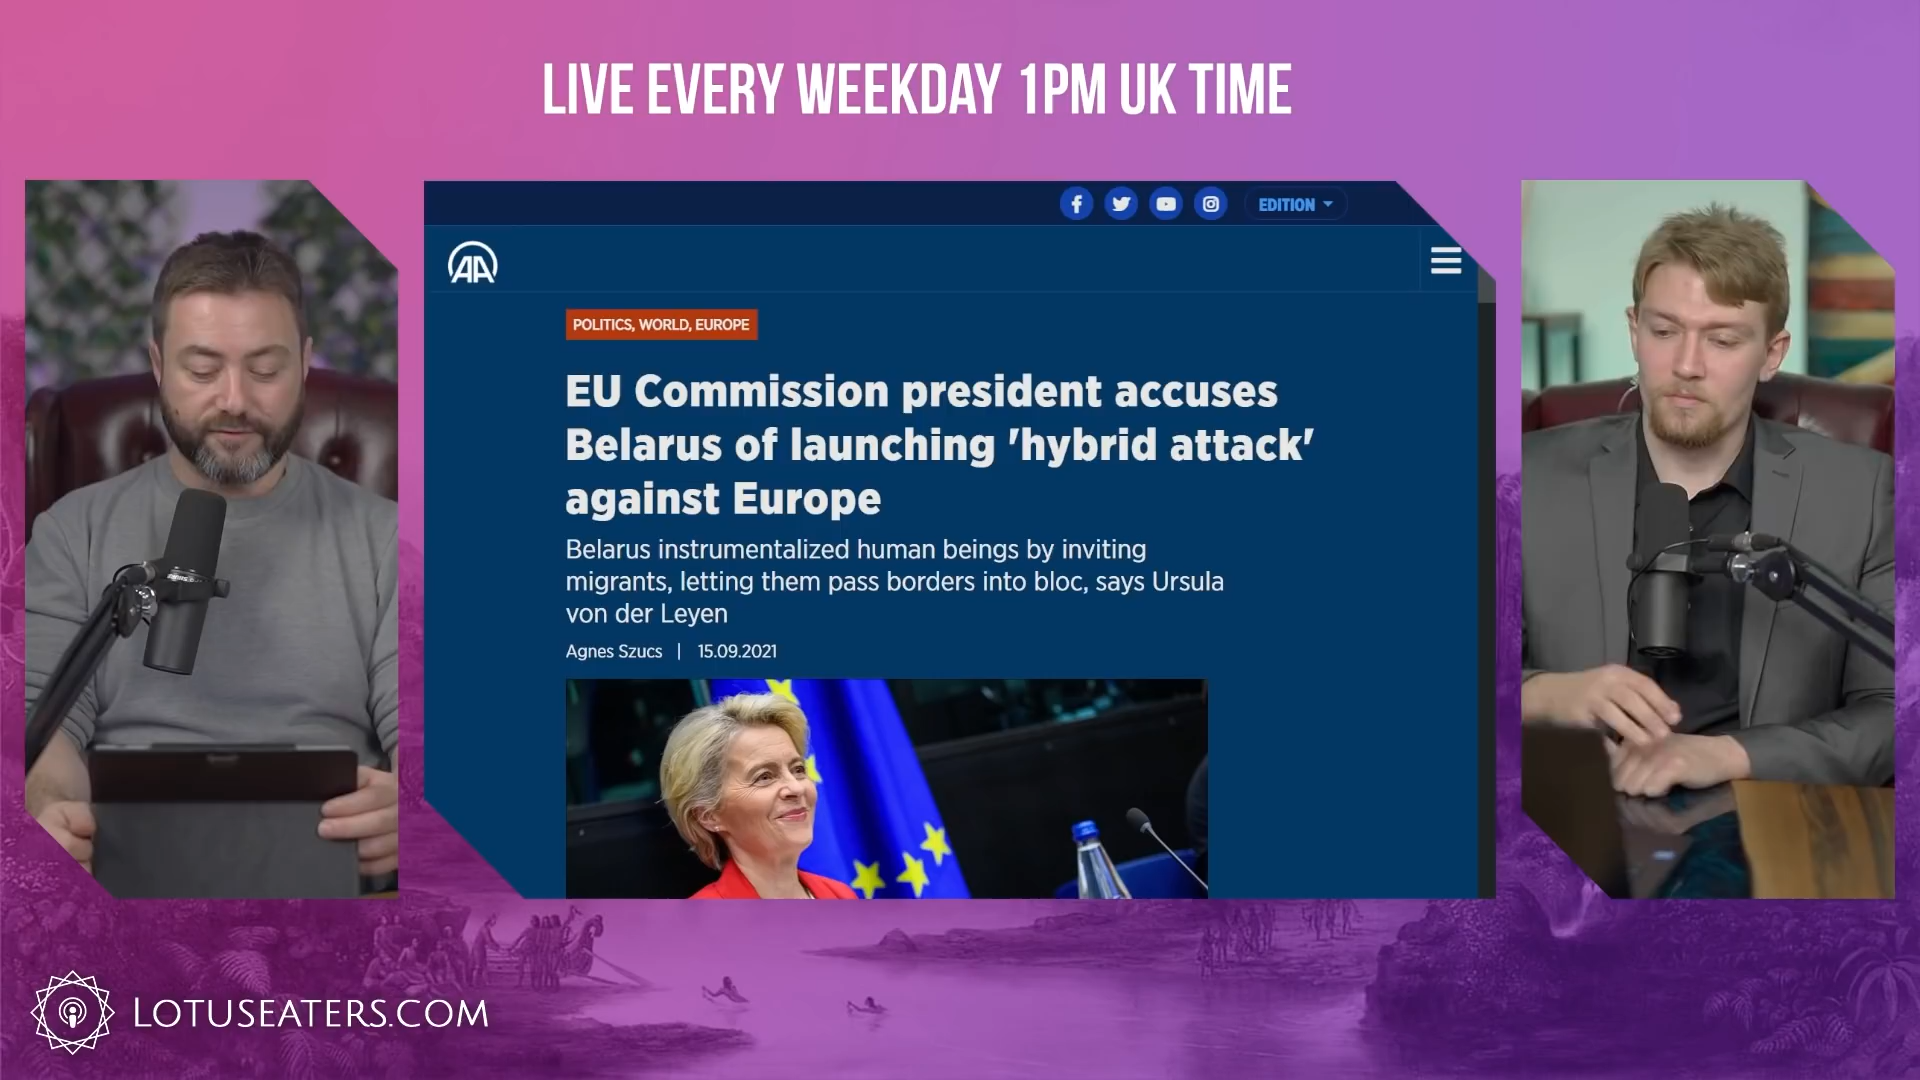 LIVE EVERY WEEKDAY 1PM UK TIME
EDITION
AA
POLITICS, WORLD, EUROPE
EU Commission president accuses
Belarus of launching 'hybrid attack'
against Europe
Belarus instrumentalized human beings by inviting
migrants, letting them pass borders into bloc, says Ursula
von der Leyen
Agnes Szucs | 15.09.2021
LOTUSEATERS.COM